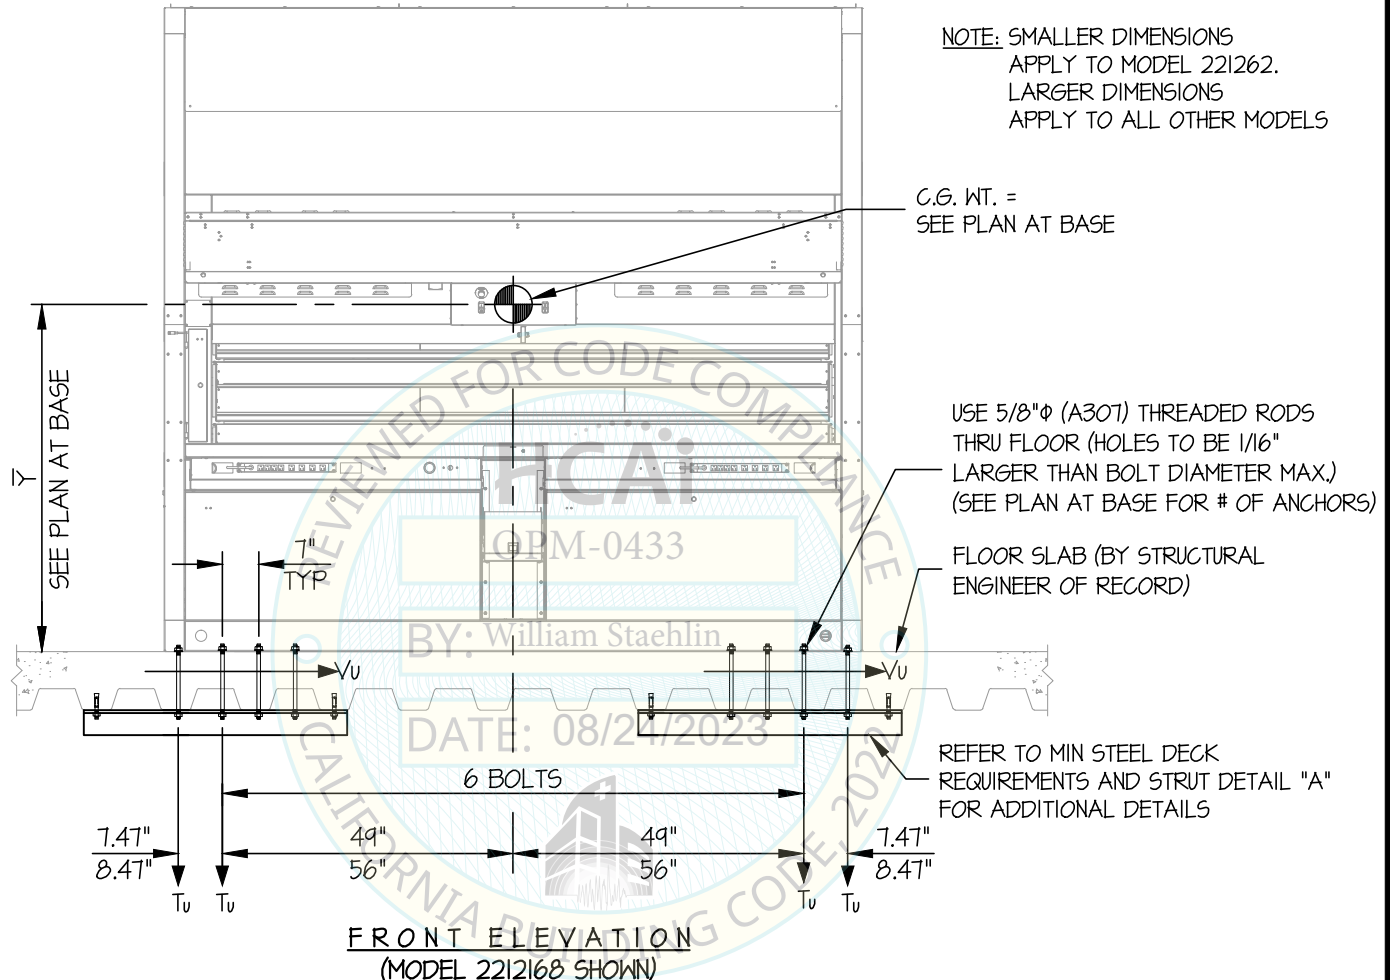 NOTE: SMALLER DIMENSIONS
APPLY TO MODEL 221262.
LARGER DIMENSIONS
APPLY TO ALL OTHER MODELS
C.G. WT. =
SEE PLAN AT BASE
Y
SEE PLAN AT BASE
USE 5/8"Φ (A307) THREADED RODS
THRU FLOOR (HOLES TO BE 1/16"
LARGER THAN BOLT DIAMETER MAX.)
(SEE PLAN AT BASE FOR # OF ANCHORS)
7"
TYP
FLOOR SLAB (BY STRUCTURAL
ENGINEER OF RECORD)
REVIEWED FOR CODE COMPLIANCE
HCAi
OPM-0433
BY: William Staehlin
DATE: 08/24/2023
CALIFORNIA BUILDING CODE, 2022
Vu
Vu
6 BOLTS
REFER TO MIN STEEL DECK
REQUIREMENTS AND STRUT DETAIL "A"
FOR ADDITIONAL DETAILS
7.47"
8.47"
49"
56"
49"
56"
7.47"
8.47"
Tu
Tu
Tu
Tu
FRONT ELEVATION
(MODEL 2212168 SHOWN)